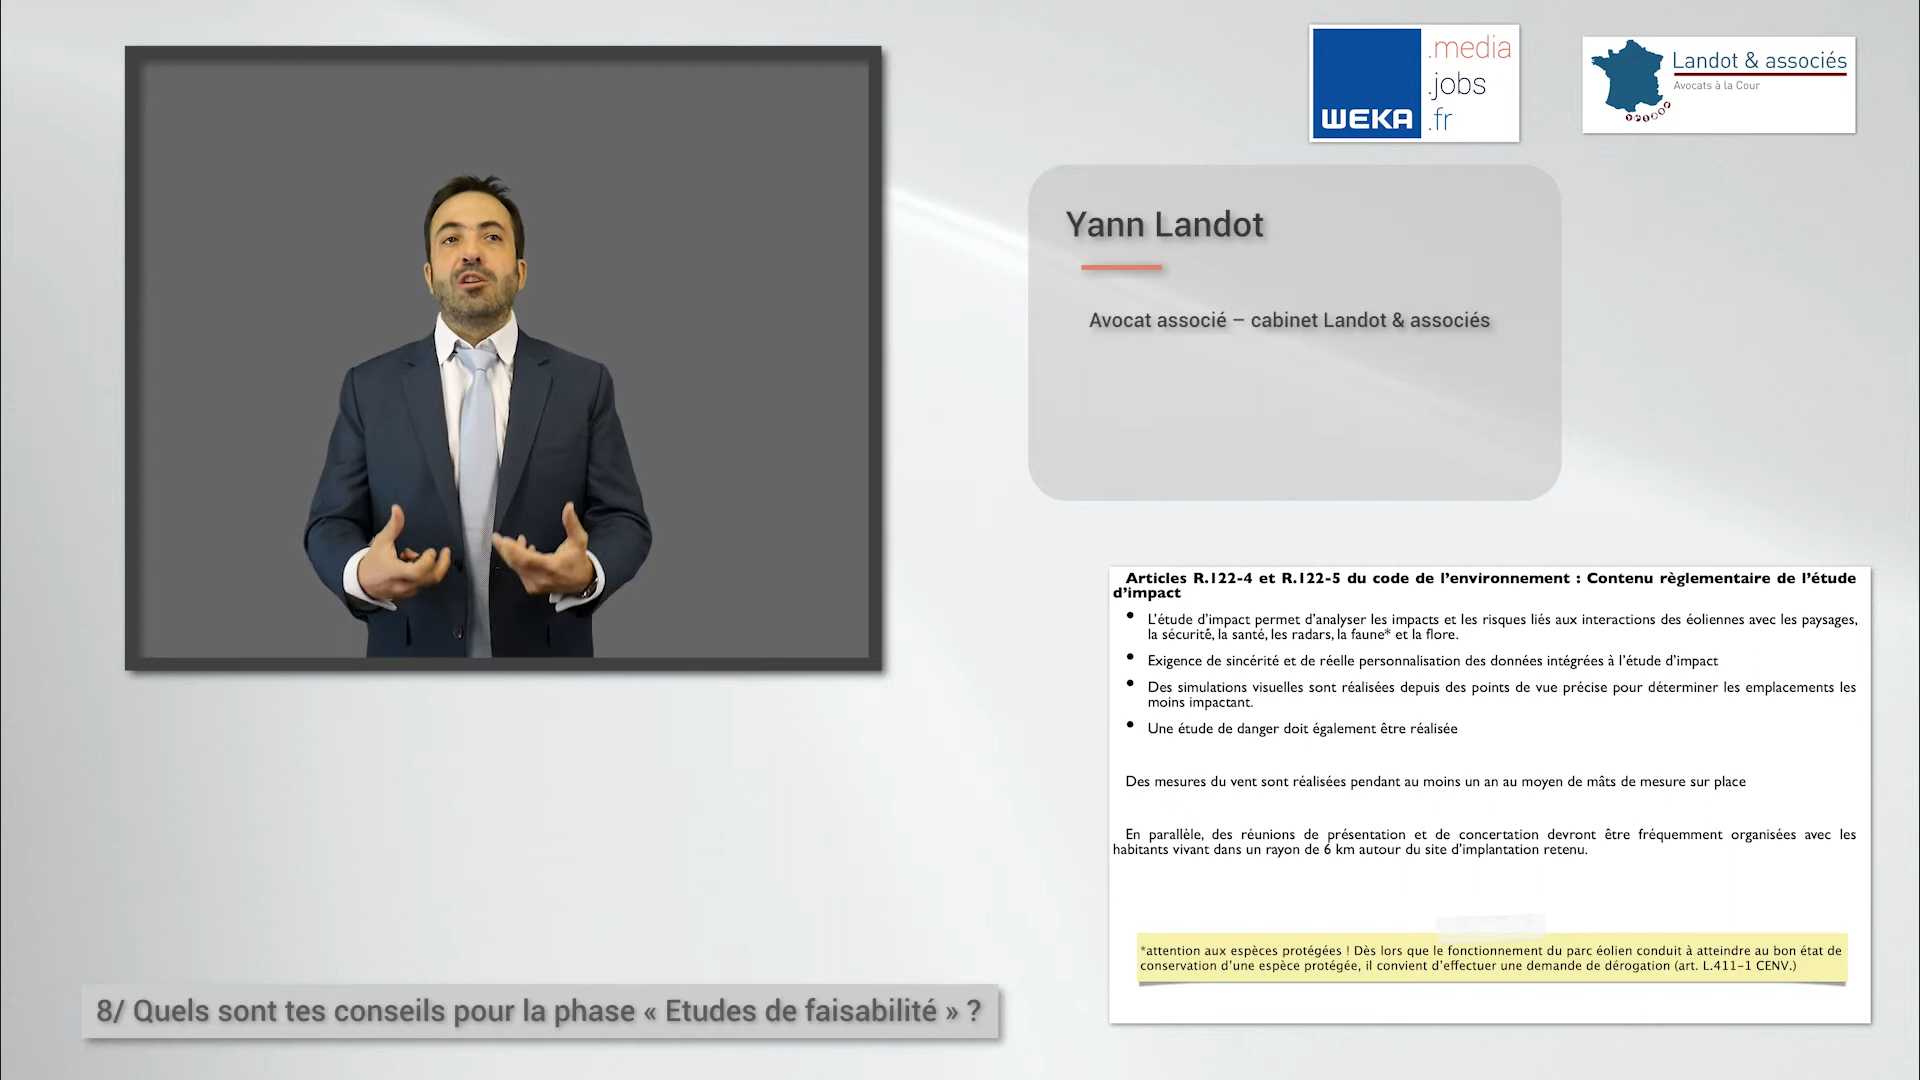 WEKA
.media
.jobs
.fr
Landot & associés
Avocats à la Cour
Yann Landot
Avocat associé – cabinet Landot & associés
Articles R.122-4 et R.122-5 du code de l’environnement : Contenu règlementaire de l’étude
d’impact
• L’étude d’impact permet d’analyser les impacts et les risques liés aux interactions des éoliennes avec les paysages,
la sécurité, la santé, les radars, la faune* et la flore.
• Exigence de sincérité et de réelle personnalisation des données intégrées à l’étude d’impact
• Des simulations visuelles sont réalisées depuis des points de vue précise pour déterminer les emplacements les
moins impactant.
• Une étude de danger doit également être réalisée
Des mesures du vent sont réalisées pendant au moins un an au moyen de mâts de mesure sur place
En parallèle, des réunions de présentation et de concertation devront être fréquemment organisées avec les
habitants vivant dans un rayon de 6 km autour du site d’implantation retenu.
*attention aux espèces protégées ! Dès lors que le fonctionnement du parc éolien conduit à atteindre au bon état de
conservation d’une espèce protégée, il convient d’effectuer une demande de dérogation (art. L.411-1 CENV.)
8/ Quels sont tes conseils pour la phase « Etudes de faisabilité » ?